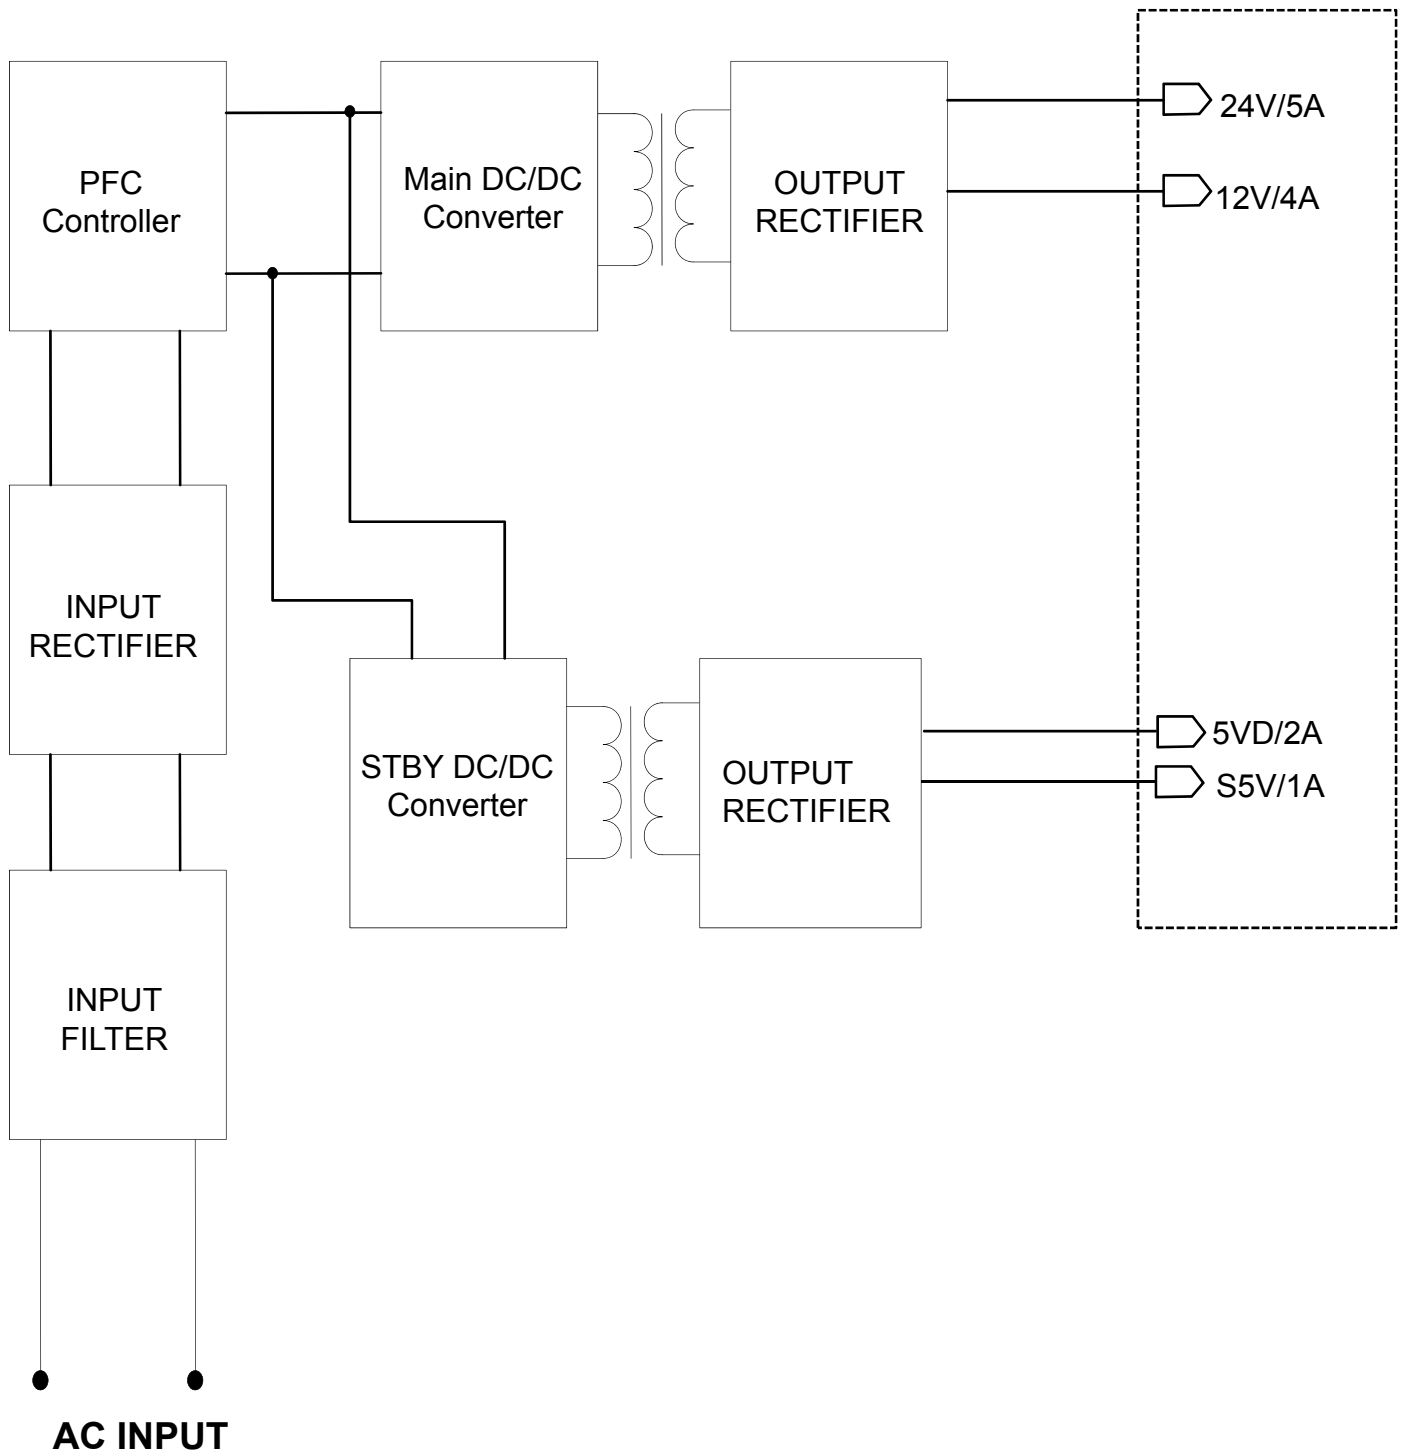 PFC
Controller
Main DC/DC
Converter
OUTPUT
RECTIFIER
24V/5A
12V/4A
INPUT
RECTIFIER
STBY DC/DC
Converter
OUTPUT
RECTIFIER
5VD/2A
S5V/1A
INPUT
FILTER
AC INPUT